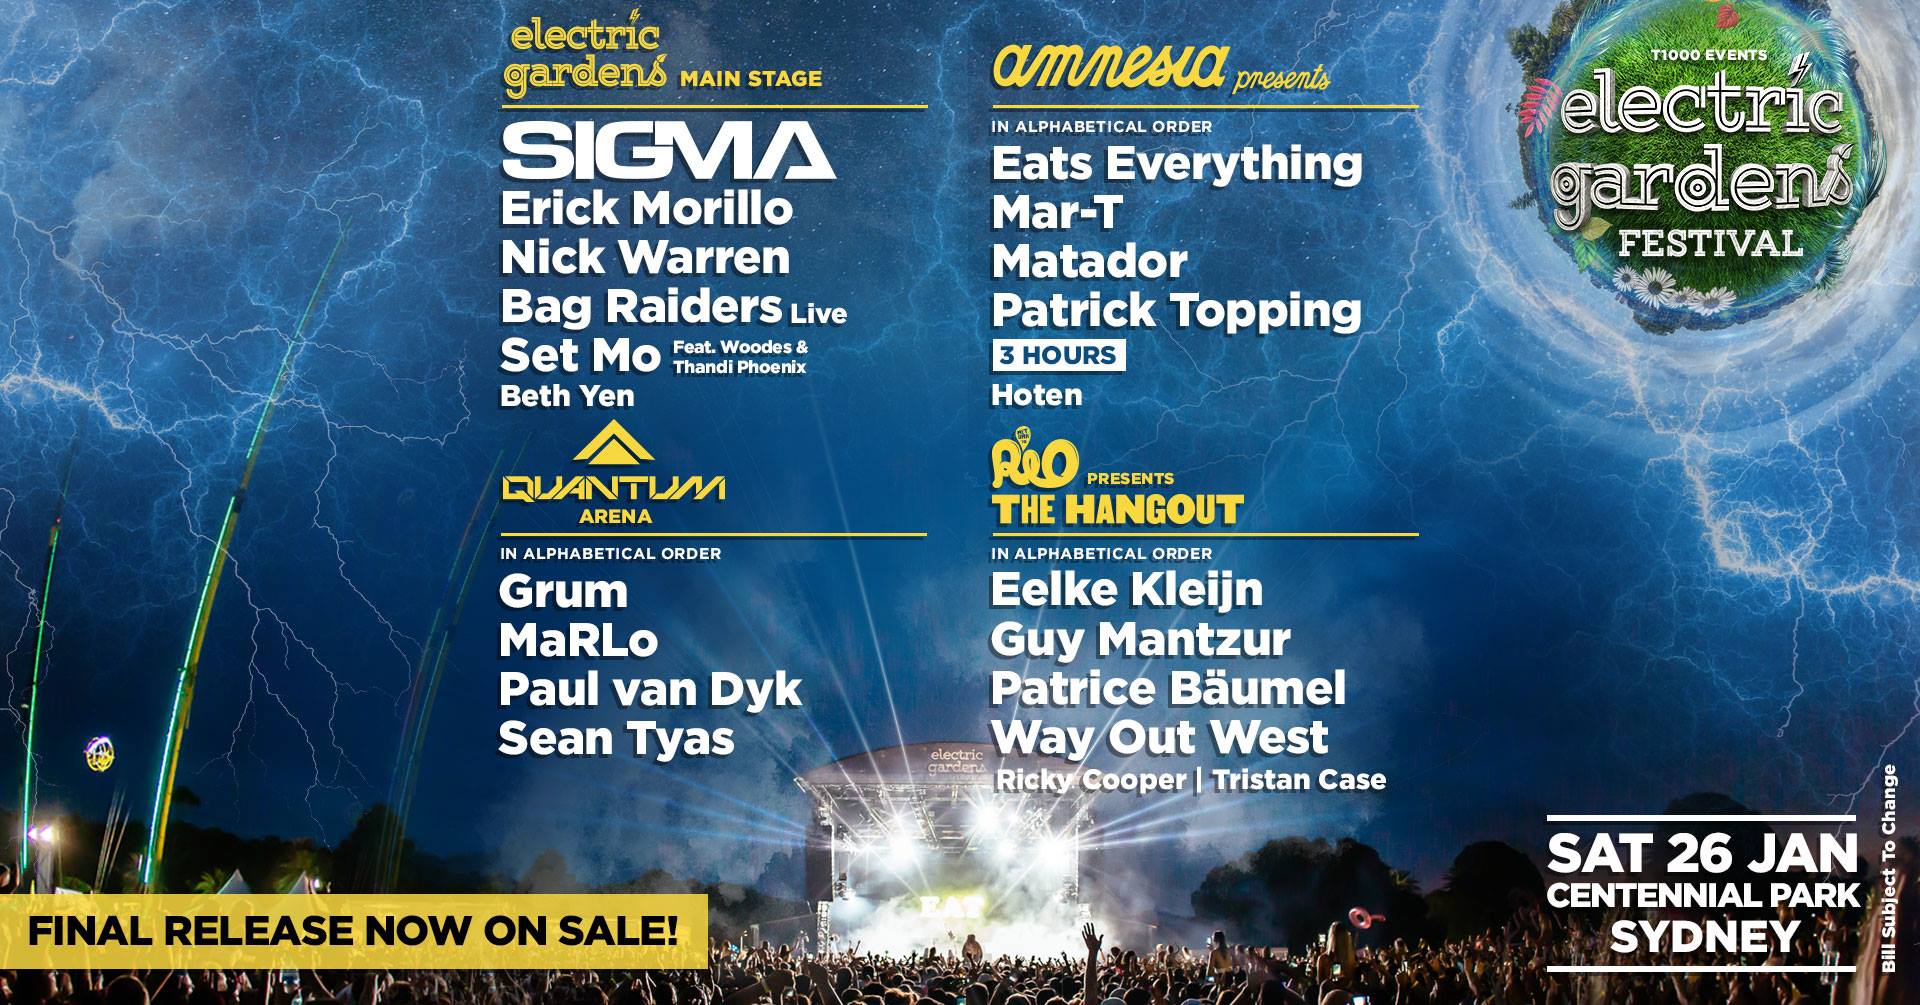 electric
gardens MAIN STAGE
SIGMA
Erick Morillo
Nick Warren
Bag Raiders Live
Set Mo Feat. Woodes &
Thandi Phoenix
Beth Yen
amnesia presents
IN ALPHABETICAL ORDER
Eats Everything
Mar-T
Matador
Patrick Topping
3 HOURS
Hoten
QUANTUM
ARENA
IN ALPHABETICAL ORDER
Grum
MaRLo
Paul van Dyk
Sean Tyas
RIO PRESENTS
THE HANGOUT
IN ALPHABETICAL ORDER
Eelke Kleijn
Guy Mantzur
Patrice Bäumel
Way Out West
Ricky Cooper | Tristan Case
T1000 EVENTS
electric
gardens
FESTIVAL
electric
gardens
EAT
FINAL RELEASE NOW ON SALE!
SAT 26 JAN
CENTENNIAL PARK
SYDNEY
Bill Subject To Change